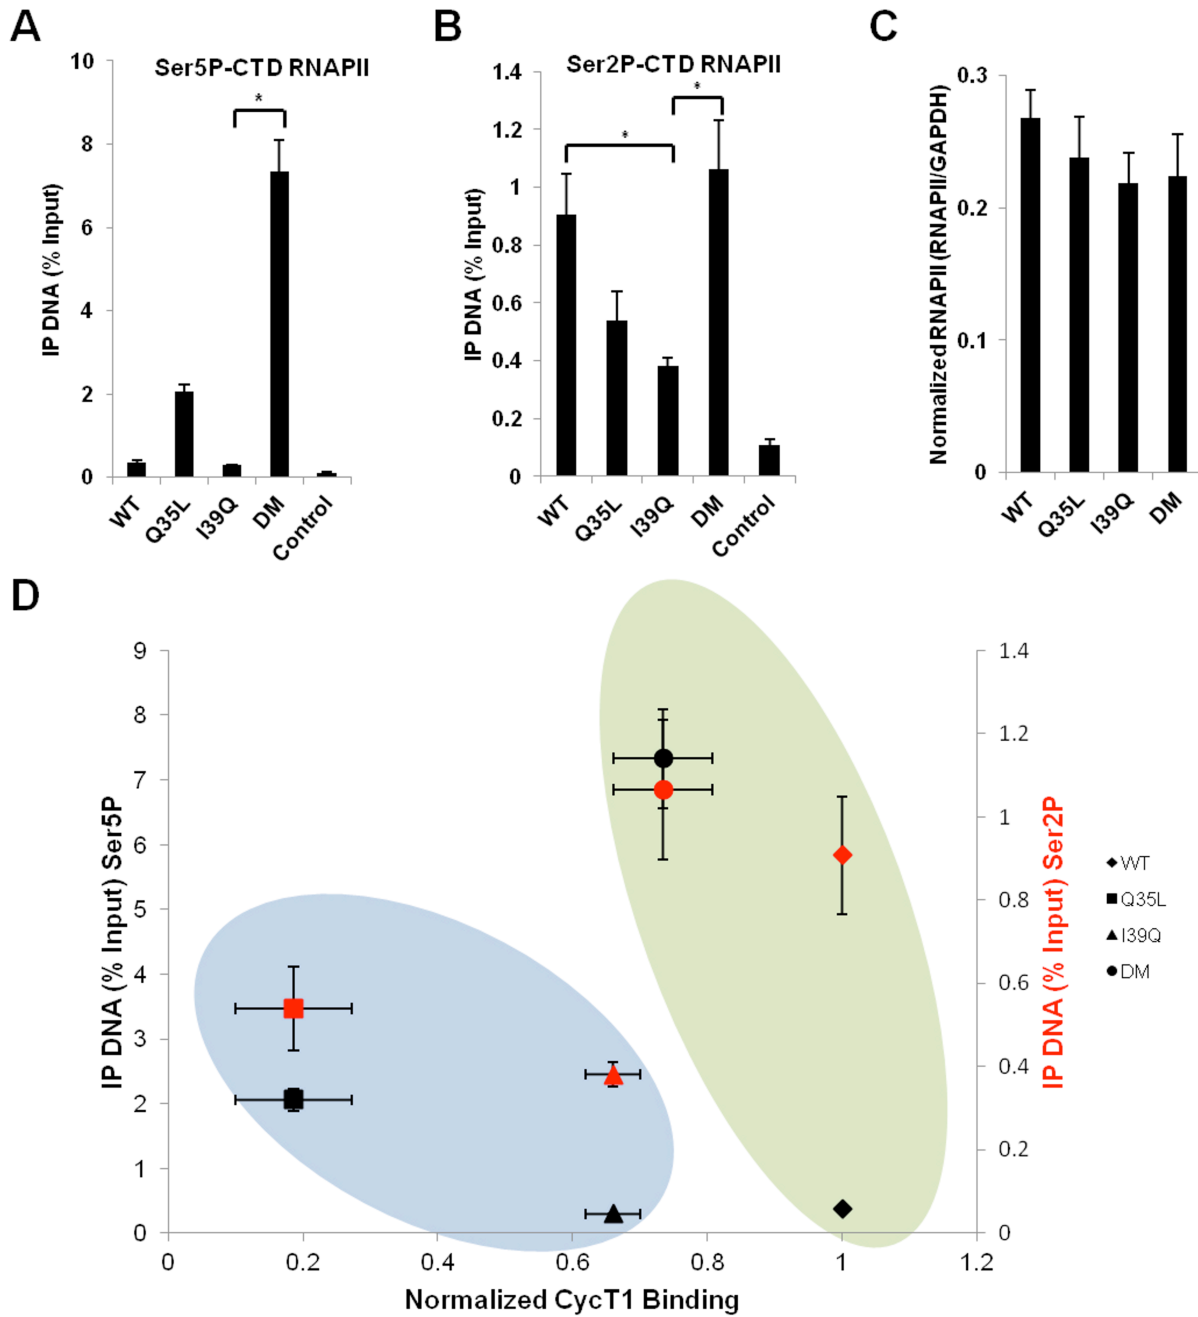 A
Ser5P-CTD RNAPII
*
10
8
6
4
2
0
IP DNA (% Input)
WT
Q35L
I39Q
DM
Control
B
Ser2P-CTD RNAPII
*
*
1.4
1.2
1
0.8
0.6
0.4
0.2
0
IP DNA (% Input)
WT
Q35L
I39Q
DM
Control
C
0.3
0.2
0.1
0
Normalized RNAPII (RNAPII/GAPDH)
WT
Q35L
I39Q
DM
D
9
8
7
6
5
4
3
2
1
0
IP DNA (% Input) Ser5P
0
0.2
0.4
0.6
0.8
1
1.2
Normalized CycT1 Binding
1.4
1.2
1
0.8
0.6
0.4
0.2
0
IP DNA (% Input) Ser2P
WT
Q35L
I39Q
DM